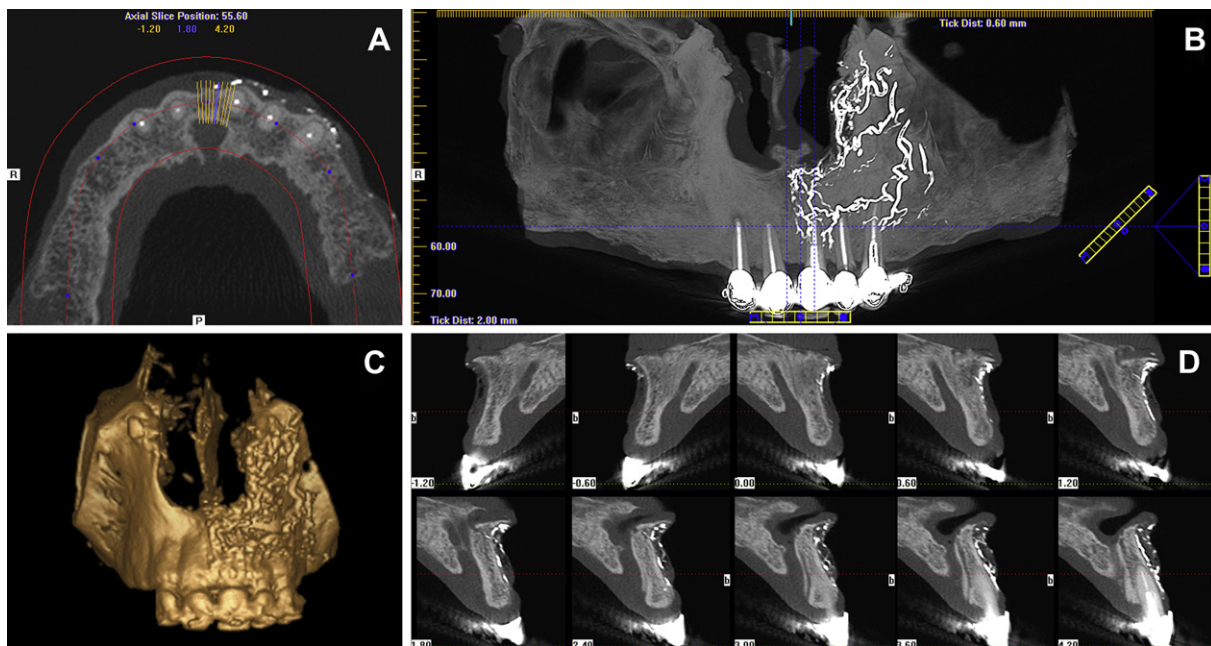 Axial Slice Position: 55.60
-1.20 1.80 4.20
A
R
P
Tick Dist: 0.60 mm
B
R
60.00
70.00
Tick Dist: 2.00 mm
C
D
b
b
b
b
-1.20
-0.60
0.00
0.60
1.20
b
b
b
1.80
2.40
3.00
3.60
4.20